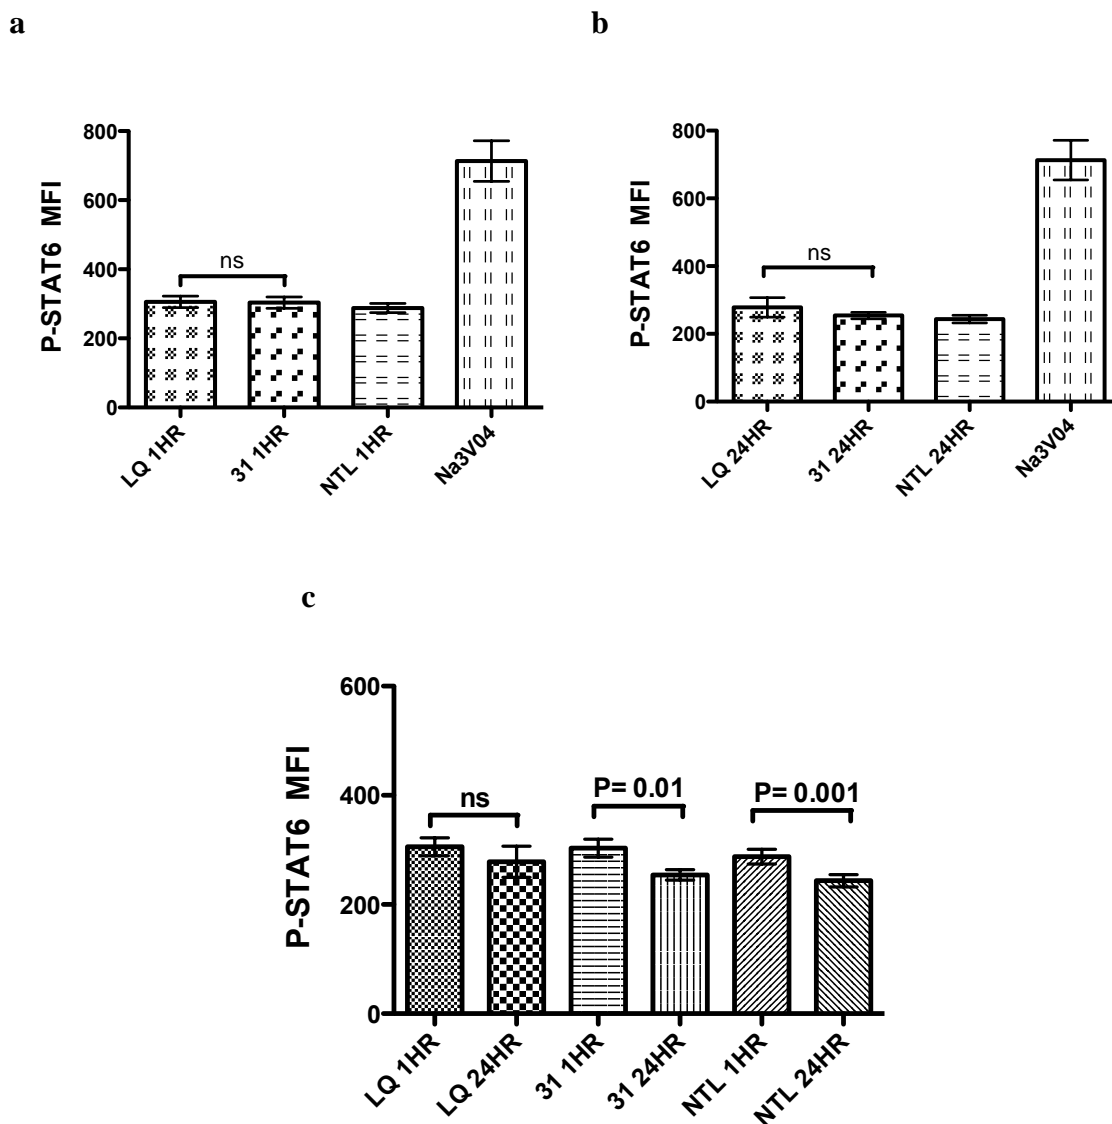 a
b
800
600
400
200
0
P-STAT6 MFI
ns
LQ 1HR
31 1HR
NTL 1HR
Na3V04
800
600
400
200
0
P-STAT6 MFI
ns
LQ 24HR
31 24HR
NTL 24HR
Na3V04
c
600
400
200
0
P-STAT6 MFI
ns
P= 0.01
P= 0.001
LQ 1HR
LQ 24HR
31 1HR
31 24HR
NTL 1HR
NTL 24HR